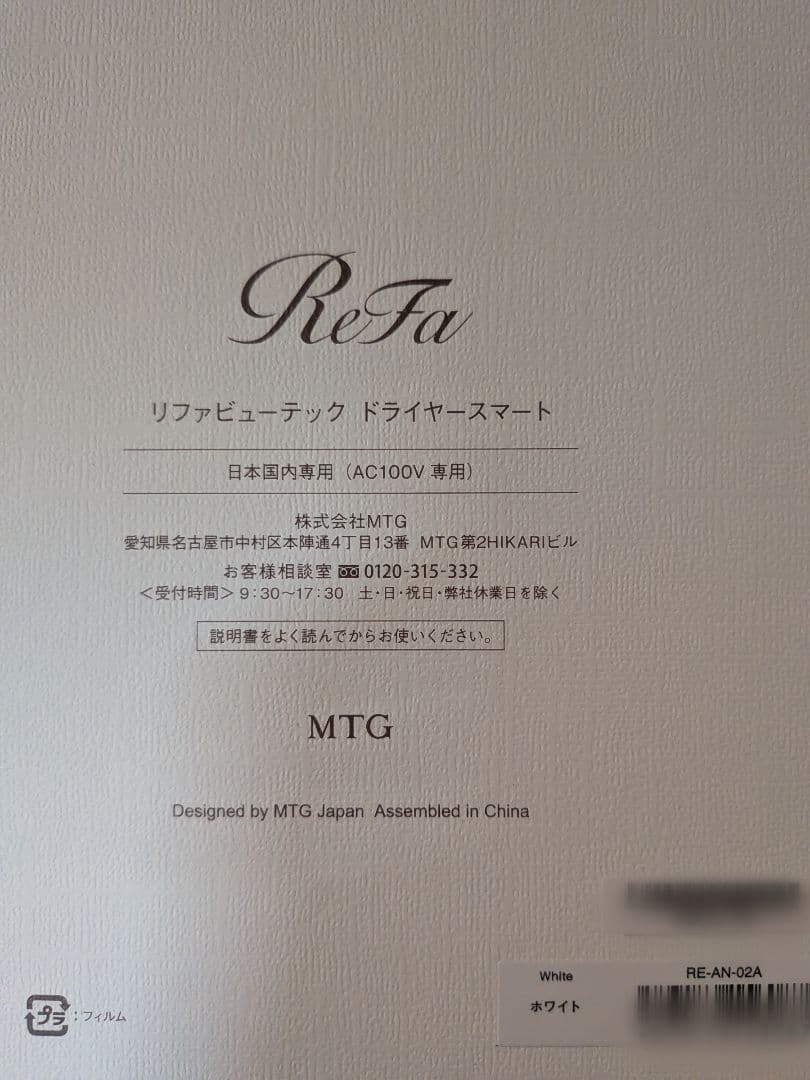 ReFa
リファビューテック ドライヤースマート
日本国内専用（AC100V 専用）
株式会社MTG
愛知県名古屋市中村区本陣通4丁目13番 MTG第2HIKARIビル
お客様相談室 0120-315-332
＜受付時間＞ 9：30〜17：30 土・日・祝日・弊社休業日を除く
説明書をよく読んでからお使いください。
MTG
Designed by MTG Japan Assembled in China
White RE-AN-02A
ホワイト
プラ：フィルム